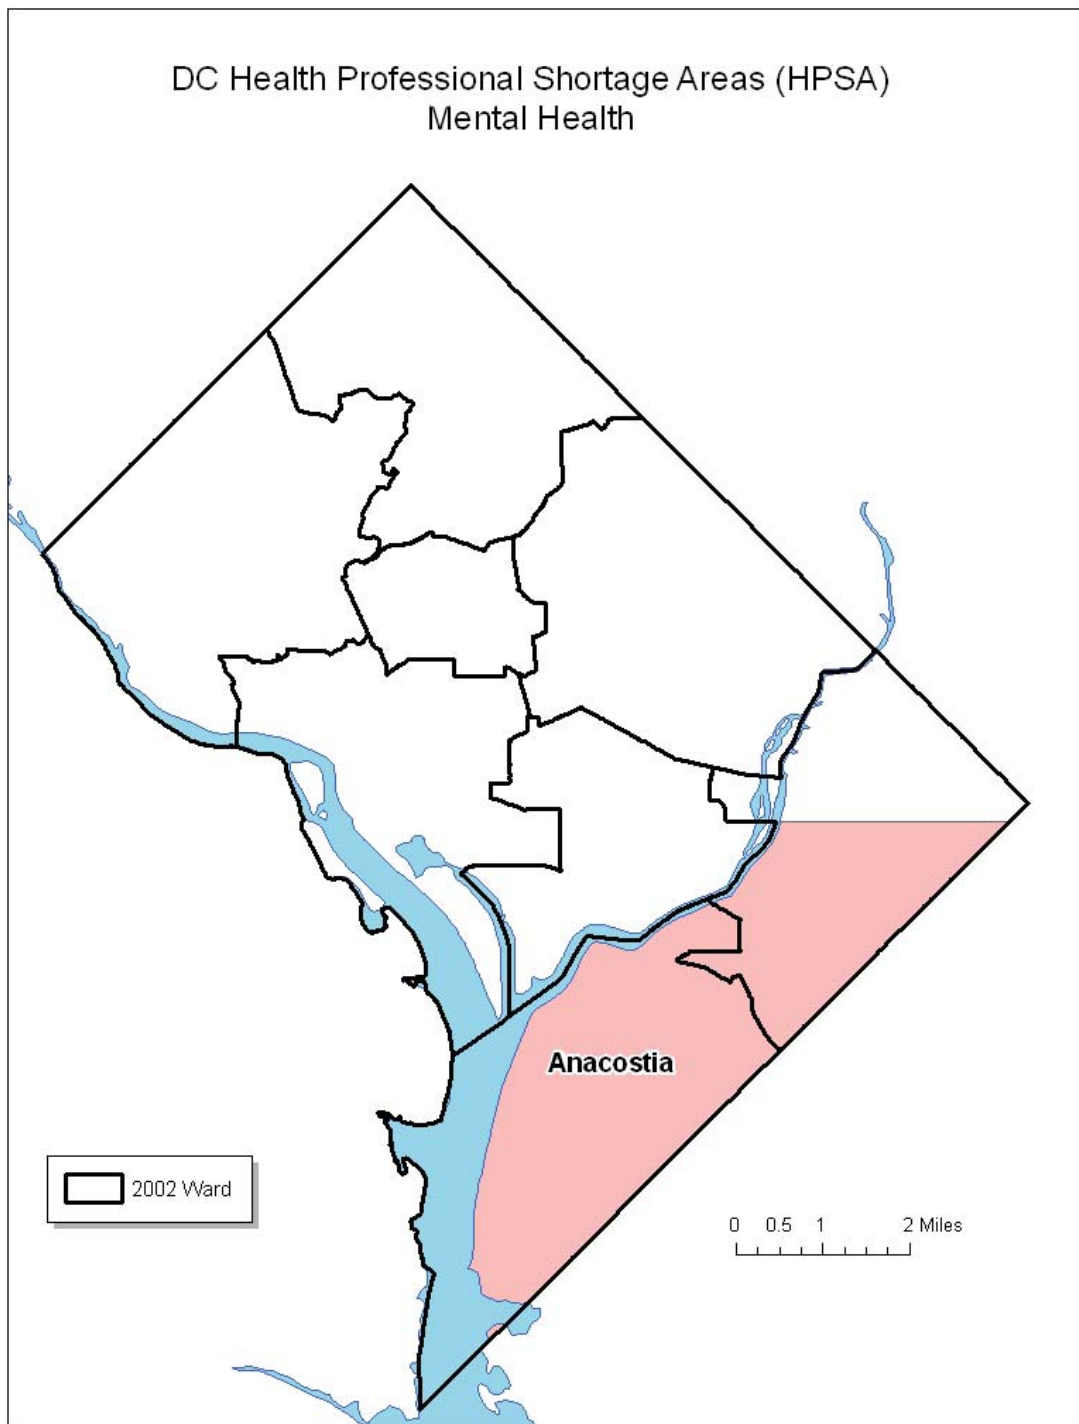 DC Health Professional Shortage Areas (HPSA)
Mental Health
Anacostia
2002 Ward
0 0.5 1 2 Miles